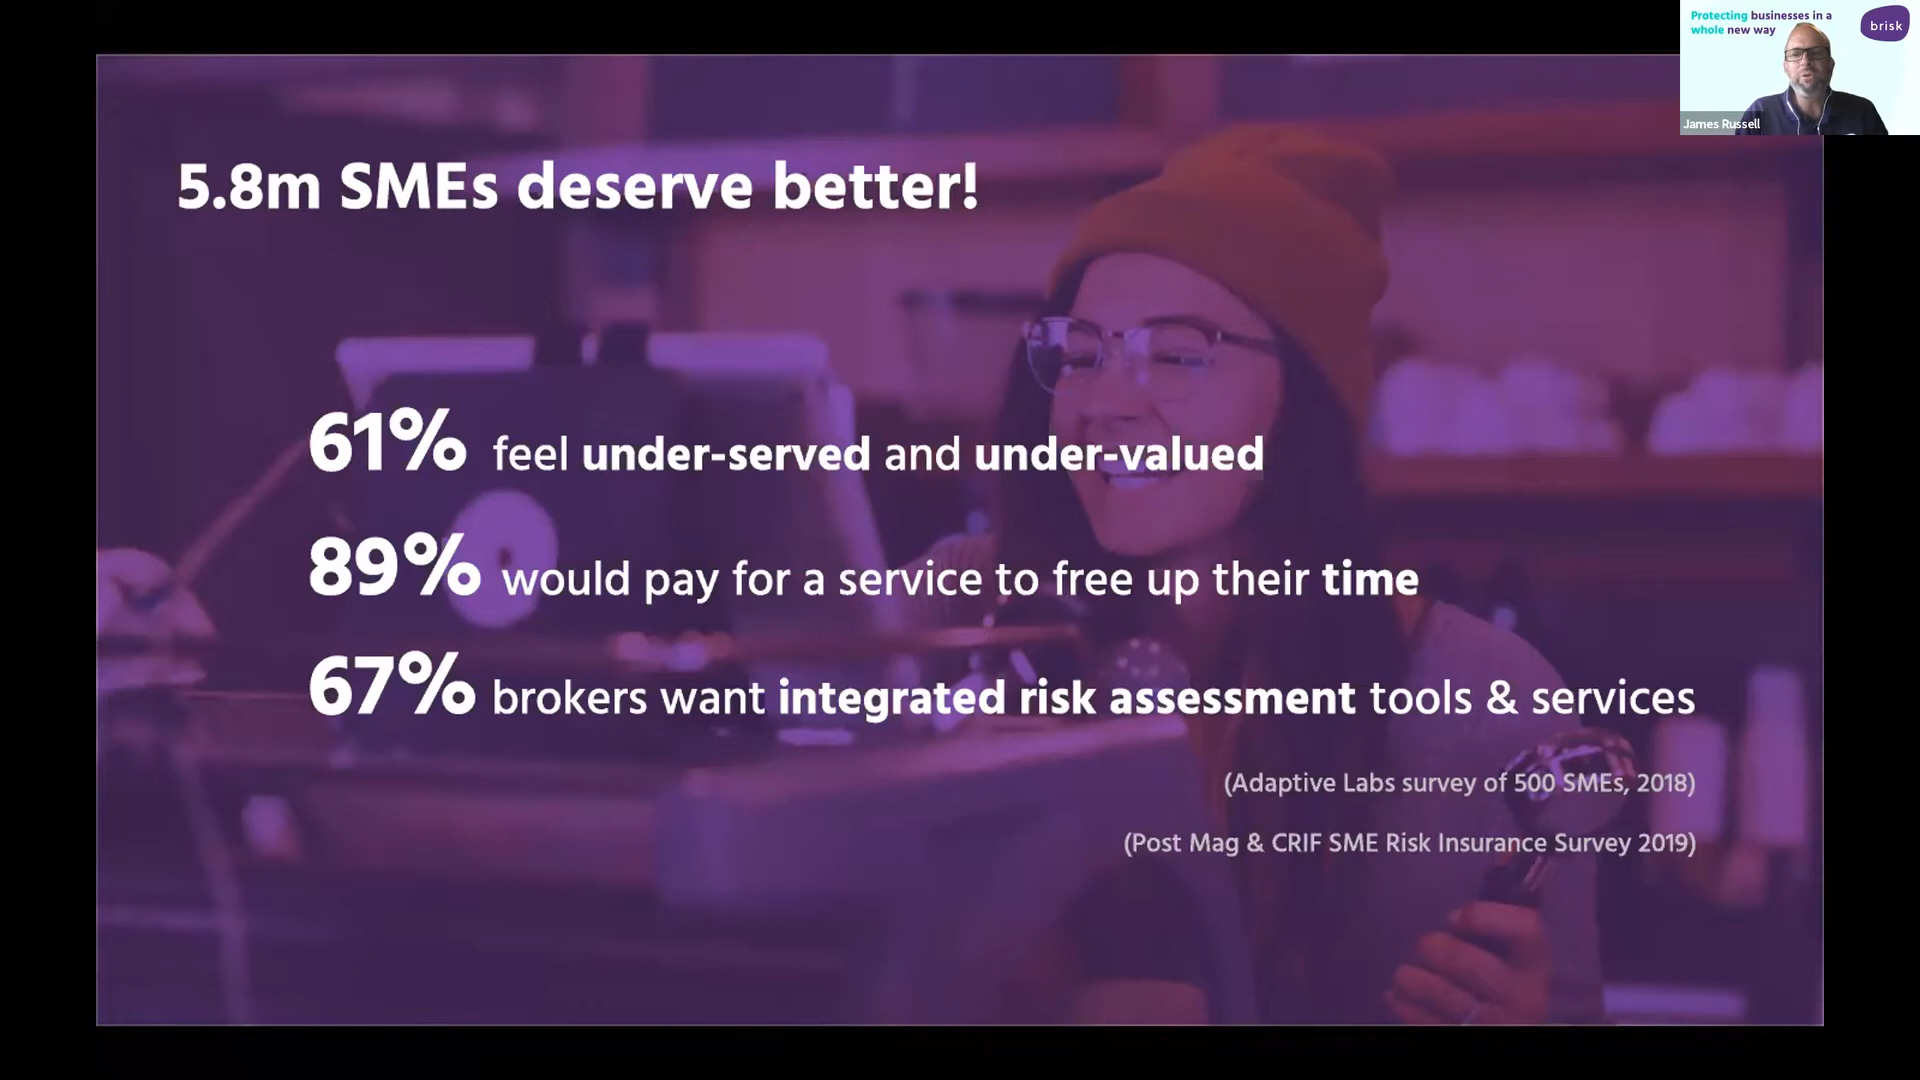 Protecting businesses in a
whole new way
brisk
James Russell
5.8m SMEs deserve better!
61% feel under-served and under-valued
89% would pay for a service to free up their time
67% brokers want integrated risk assessment tools & services
(Adaptive Labs survey of 500 SMEs, 2018)
(Post Mag & CRIF SME Risk Insurance Survey 2019)